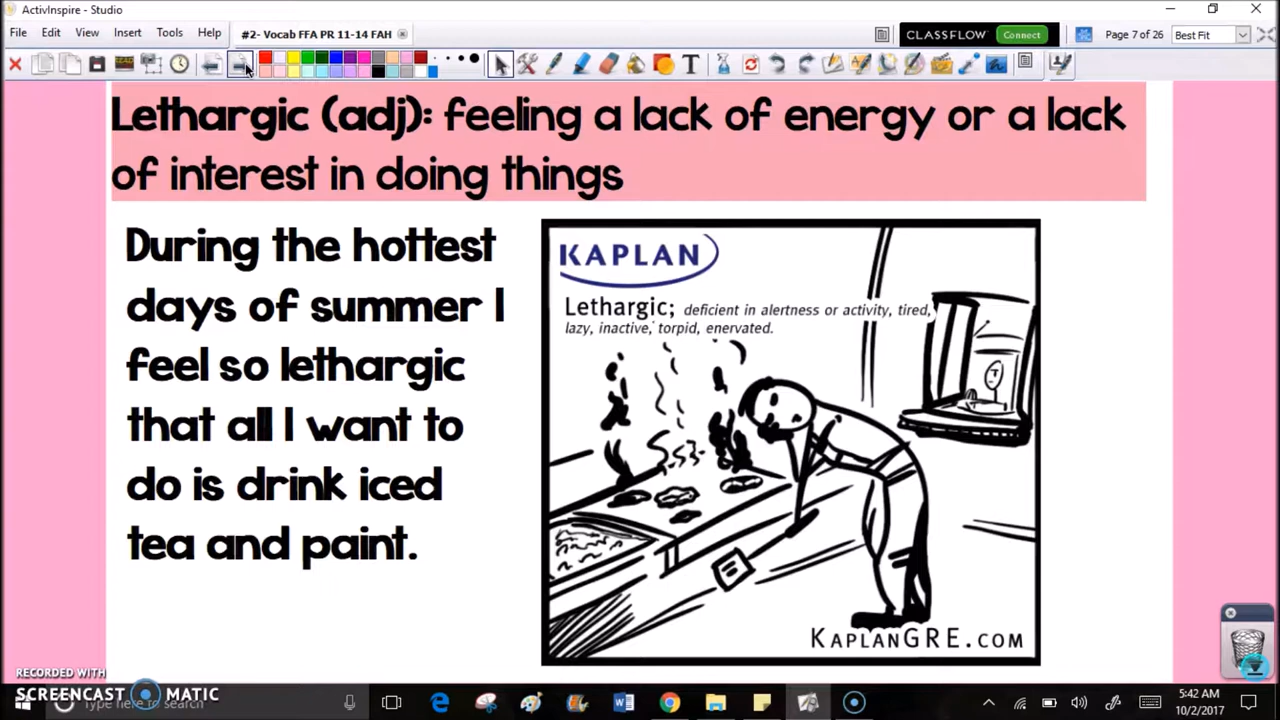 ActivInspire - Studio
File Edit View Insert Tools Help
#2- Vocab FFA PR 11-14 FAH
CLASSFLOW Connect
Page 7 of 26
Best Fit
Lethargic (adj): feeling a lack of energy or a lack
of interest in doing things
During the hottest
days of summer I
feel so lethargic
that all I want to
do is drink iced
tea and paint.
KAPLAN
Lethargic; deficient in alertness or activity, tired,
lazy, inactive, torpid, enervated.
KAPLANGRE.COM
RECORDED WITH
SCREENCAST MATIC
Type here to search
5:42 AM
10/2/2017